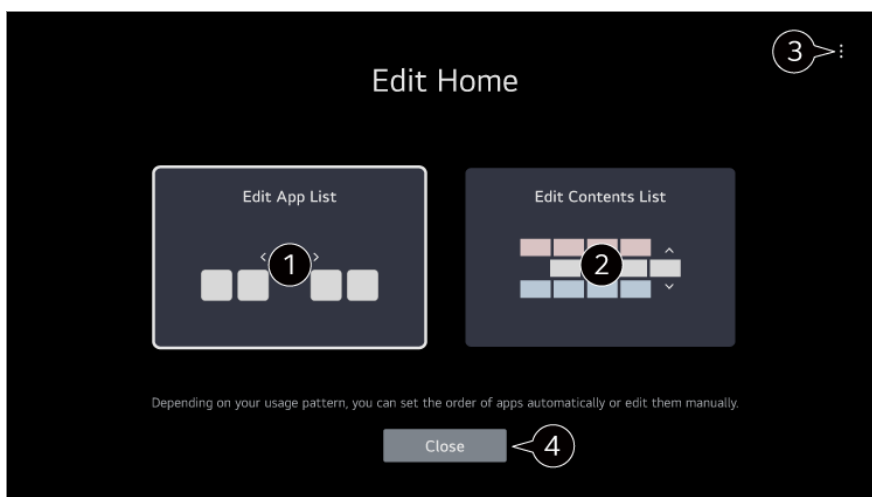 3
Edit Home
Edit App List
Edit Contents List
1
2
Depending on your usage pattern, you can set the order of apps automatically or edit them manually.
Close
4